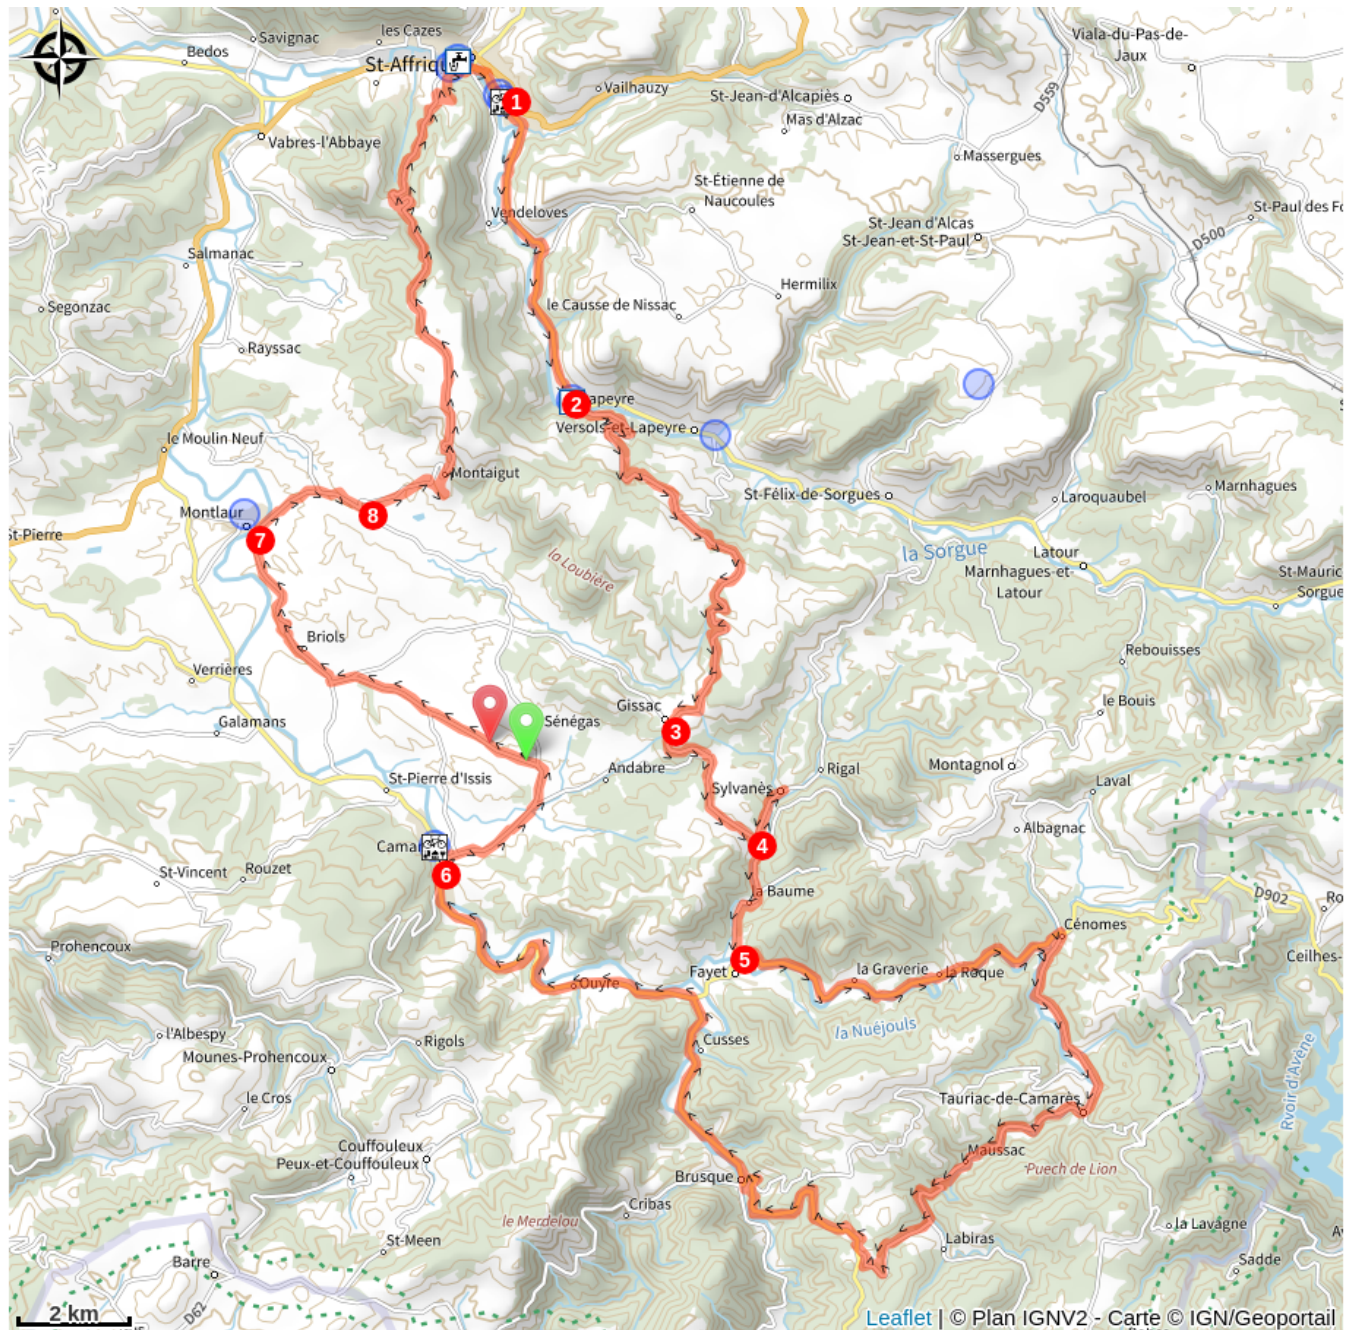 Savignac
les Cazes
Viala-du-Pas-de-
Jaux
Bedos
St-Affriqu
Vailhauzy
St-Jean-d'Alcapiès
D559
1
Mas d'Alzac
Vabres-l'Abbaye
Massergues
St-Étienne de
Naucoules
St-Paul des Fo
Vendeloves
St-Jean d'Alcas
St-Jean-et-St-Paul
D500
Salmanac
Hermilix
Segonzac
le Causse de Nissac
Rayssac
2
apeyre
Versols-et-Lapeyre
le Moulin Neuf
Montaigut
St-Félix-de-Sorgues
Laroquaubel
Marnhagues
Montlaur
8
St-Pierre
7
la Loubière
la Sorgue
Latour
Marnhagues-et-
Latour
St-Mauric
Sorgue
Briols
Rebouisses
Verrières
le Bouis
Gissac
Sénégas
Galamans
3
Andabre
Rigal
Montagnol
St-Pierre d'Issis
Sylvanès
Laval
Albagnac
Cama
4
St-Vincent
Rouzet
6
la Baume
D902
Ro
Cénomes
Prohencoux
Ceilhes-
5
Fayet
la Graverie
la Roque
Ouyre
l'Albespy
Rigols
la Nuéjouls
Cusses
Mounes-Prohencoux
Rvoir d'Avène
le Cros
Tauriac-de-Camarès
Couffouleux
Peux-et-Couffouleux
Maussac
Puech de Lion
Brusque
Cribas
le Merdelou
la Lavagne
St-Meen
Labiras
Barre
Sadde
D62
2 km
Leaflet | © Plan IGNV2 - Carte © IGN/Geoportail